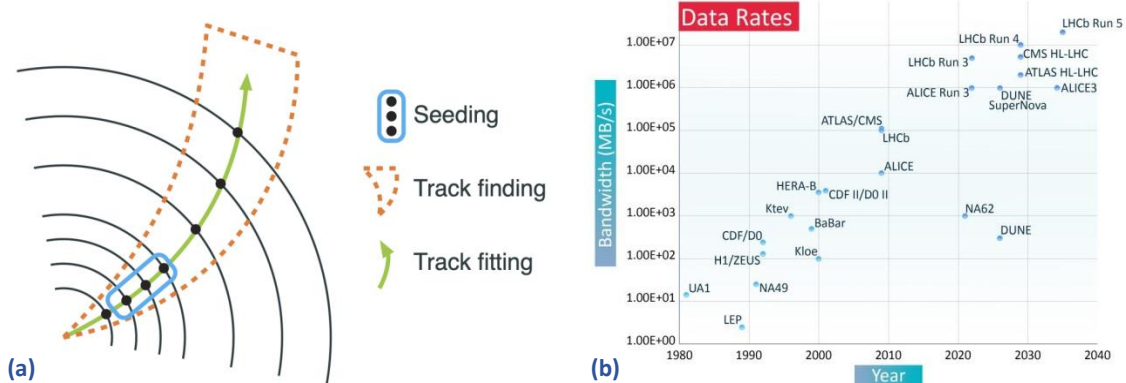 Seeding
Track finding
Track fitting
(a)
Data Rates
Bandwidth (MB/s)
1.00E+07
1.00E+06
1.00E+05
1.00E+04
1.00E+03
1.00E+02
1.00E+01
1.00E+00
LHCb Run 5
LHCb Run 4
CMS HL-LHC
LHCb Run 3
ATLAS HL-LHC
ALICE Run 3
DUNE
SuperNova
ALICE3
ATLAS/CMS
LHCb
ALICE
HERA-B
CDF II/D0 II
Ktev
BaBar
NA62
CDF/D0
DUNE
H1/ZEUS
Kloe
UA1
NA49
LEP
1980 1990 2000 2010 2020 2030 2040
Year
(b)